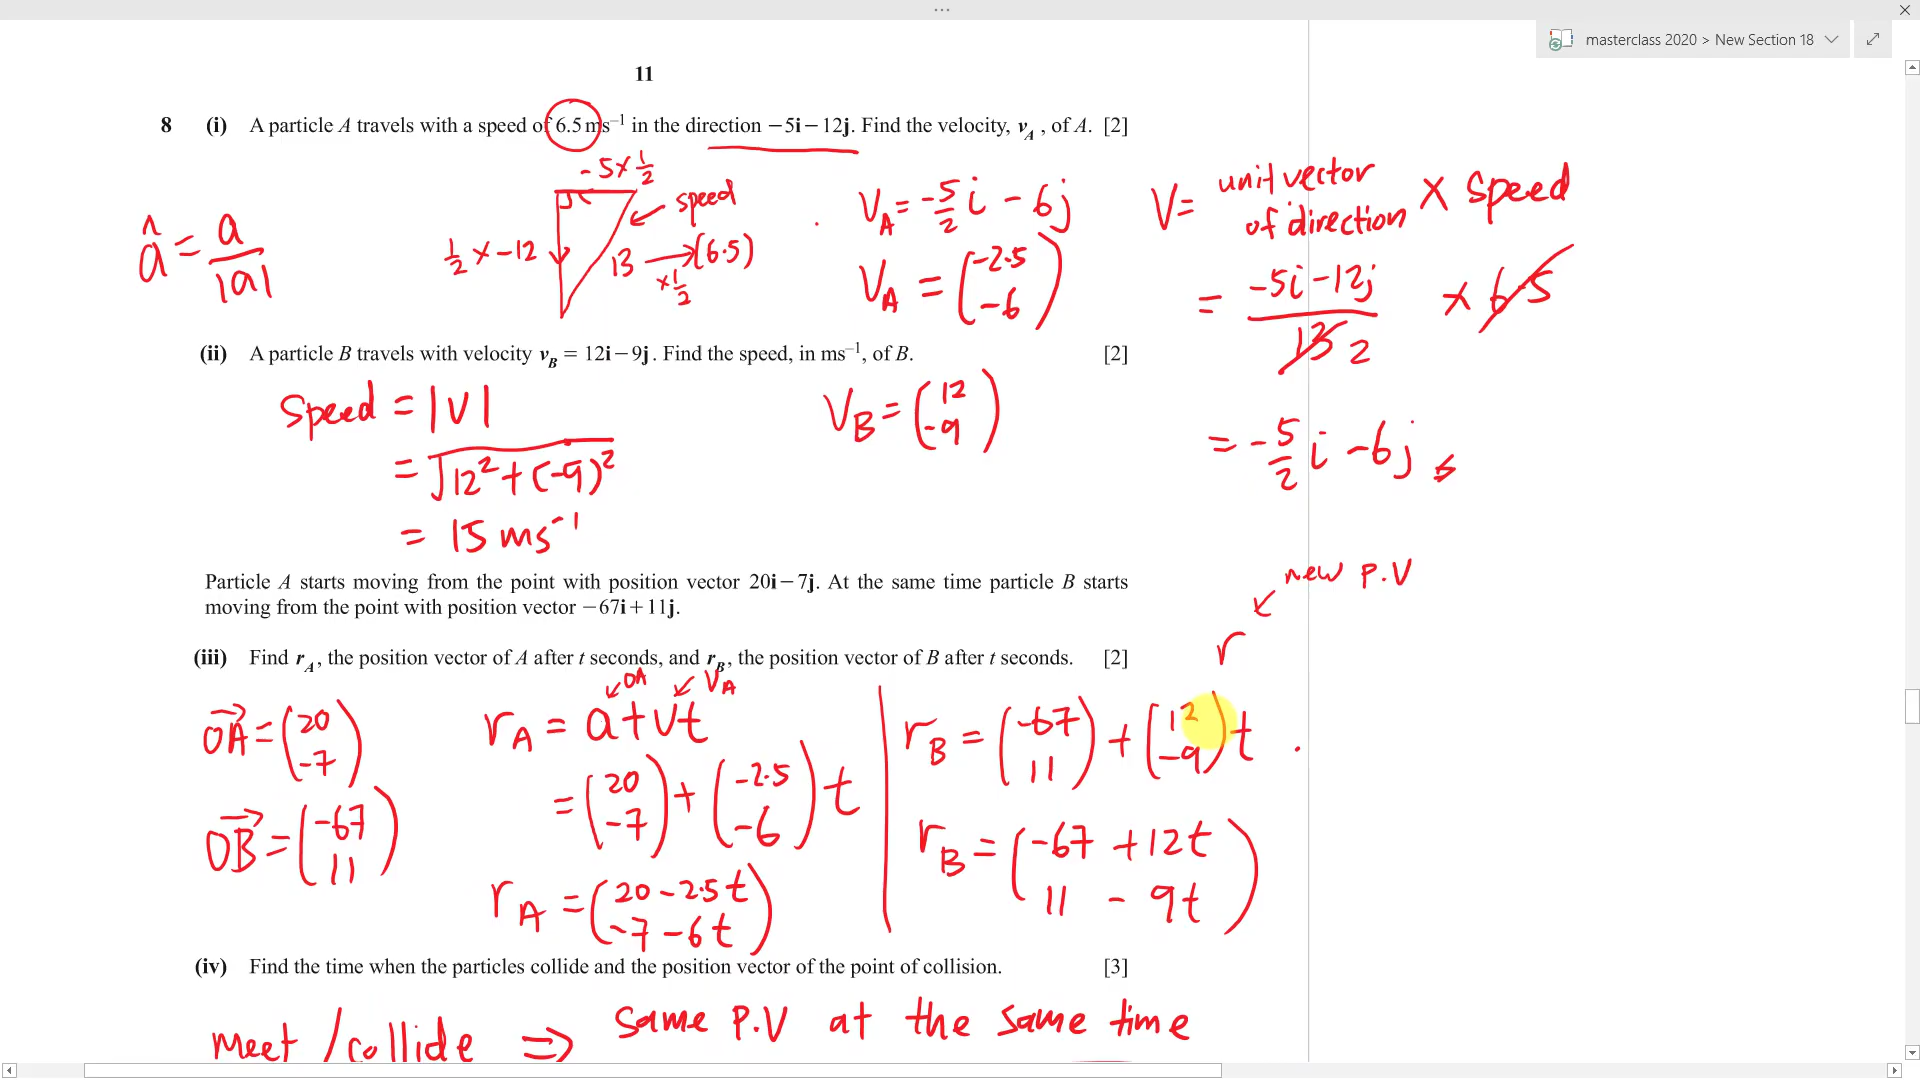 masterclass 2020 > New Section 18
11
8 (i) A particle A travels with a speed of 6.5 ms⁻¹ in the direction −5i − 12j. Find the velocity, v_A, of A. [2]
-5 × 1/2
speed
1/2 × -12
13 → (6.5)
× 1/2
â = a/|a|
V_A = -5/2 i - 6j
V_A = (-2.5 -6)
V = unit vector of direction × speed
= (-5i - 12j)/13 2 × 6.5
= -5/2 i - 6j
(ii) A particle B travels with velocity v_B = 12i − 9j. Find the speed, in ms⁻¹, of B. [2]
Speed = |V|
= √12² + (-9)²
= 15 ms⁻¹
V_B = (12 -9)
Particle A starts moving from the point with position vector 20i − 7j. At the same time particle B starts
moving from the point with position vector −67i + 11j.
new P.V
r
(iii) Find r_A, the position vector of A after t seconds, and r_B, the position vector of B after t seconds. [2]
OA V_A
OA = (20 -7)
OB = (-67 11)
r_A = a + vt
= (20 -7) + (-2.5 -6) t
r_A = (20 - 2.5t -7 - 6t)
r_B = (-67 11) + (12 -9) t
r_B = (-67 + 12t 11 - 9t)
(iv) Find the time when the particles collide and the position vector of the point of collision. [3]
meet / collide ⇒ same P.V at the same time